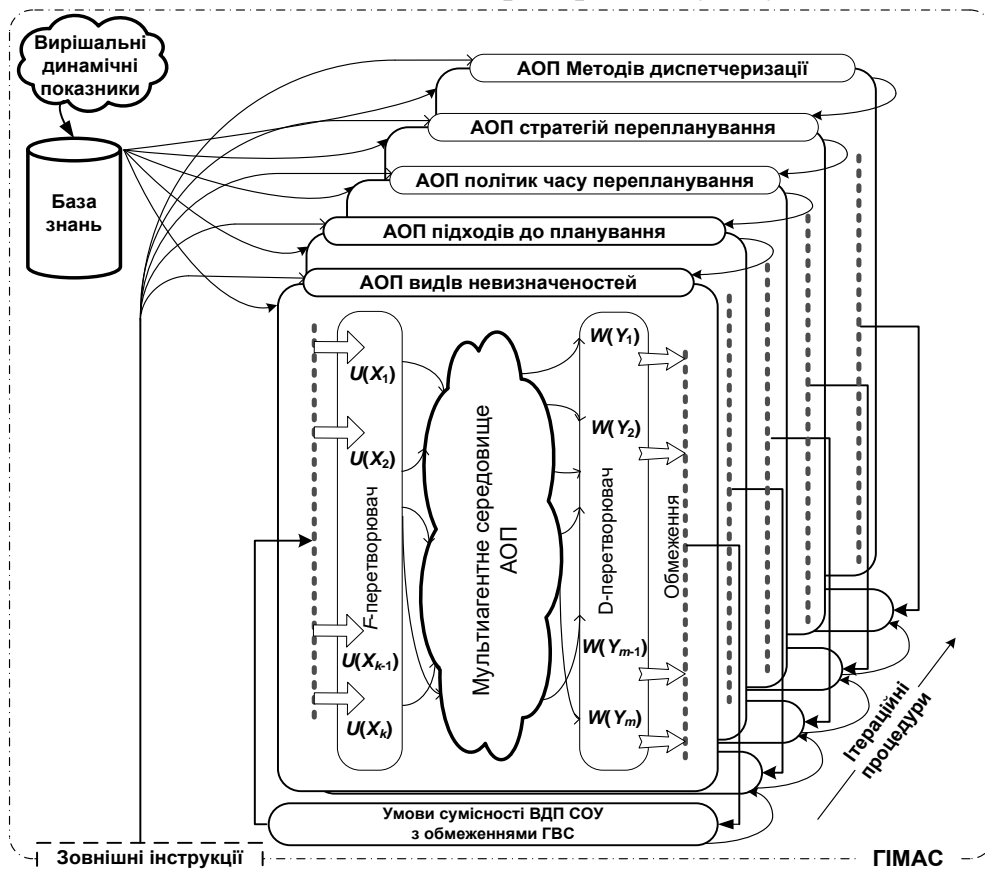 Вирішальні
динамічні
показники
База
знань
АОП Методів диспетчеризації
АОП стратегій перепланування
АОП політик часу перепланування
АОП підходів до планування
АОП видІв невизначеностей
U(X1)
U(X2)
U(Xk-1)
U(Xk)
F-перетворювач
Мультиагентне середовище
АОП
W(Y1)
W(Y2)
W(Ym-1)
W(Ym)
D-перетворювач
Обмеження
Ітераційні
процедури
Умови сумісності ВДП СОУ
з обмеженнями ГВС
Зовнішні інструкції
ГІМАС